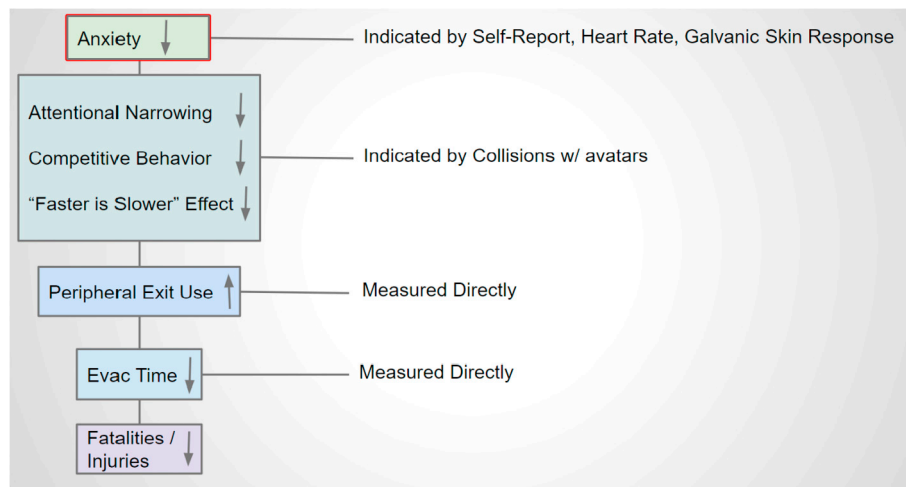 Anxiety
Indicated by Self-Report, Heart Rate, Galvanic Skin Response
Attentional Narrowing
Competitive Behavior
Indicated by Collisions w/ avatars
“Faster is Slower” Effect
Peripheral Exit Use
Measured Directly
Evac Time
Measured Directly
Fatalities /
Injuries